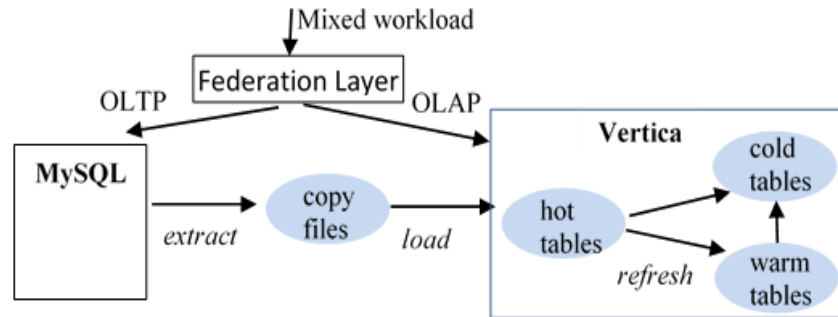 Mixed workload
Federation Layer
OLTP
OLAP
MySQL
extract
copy
files
load
Vertica
hot
tables
cold
tables
refresh
warm
tables